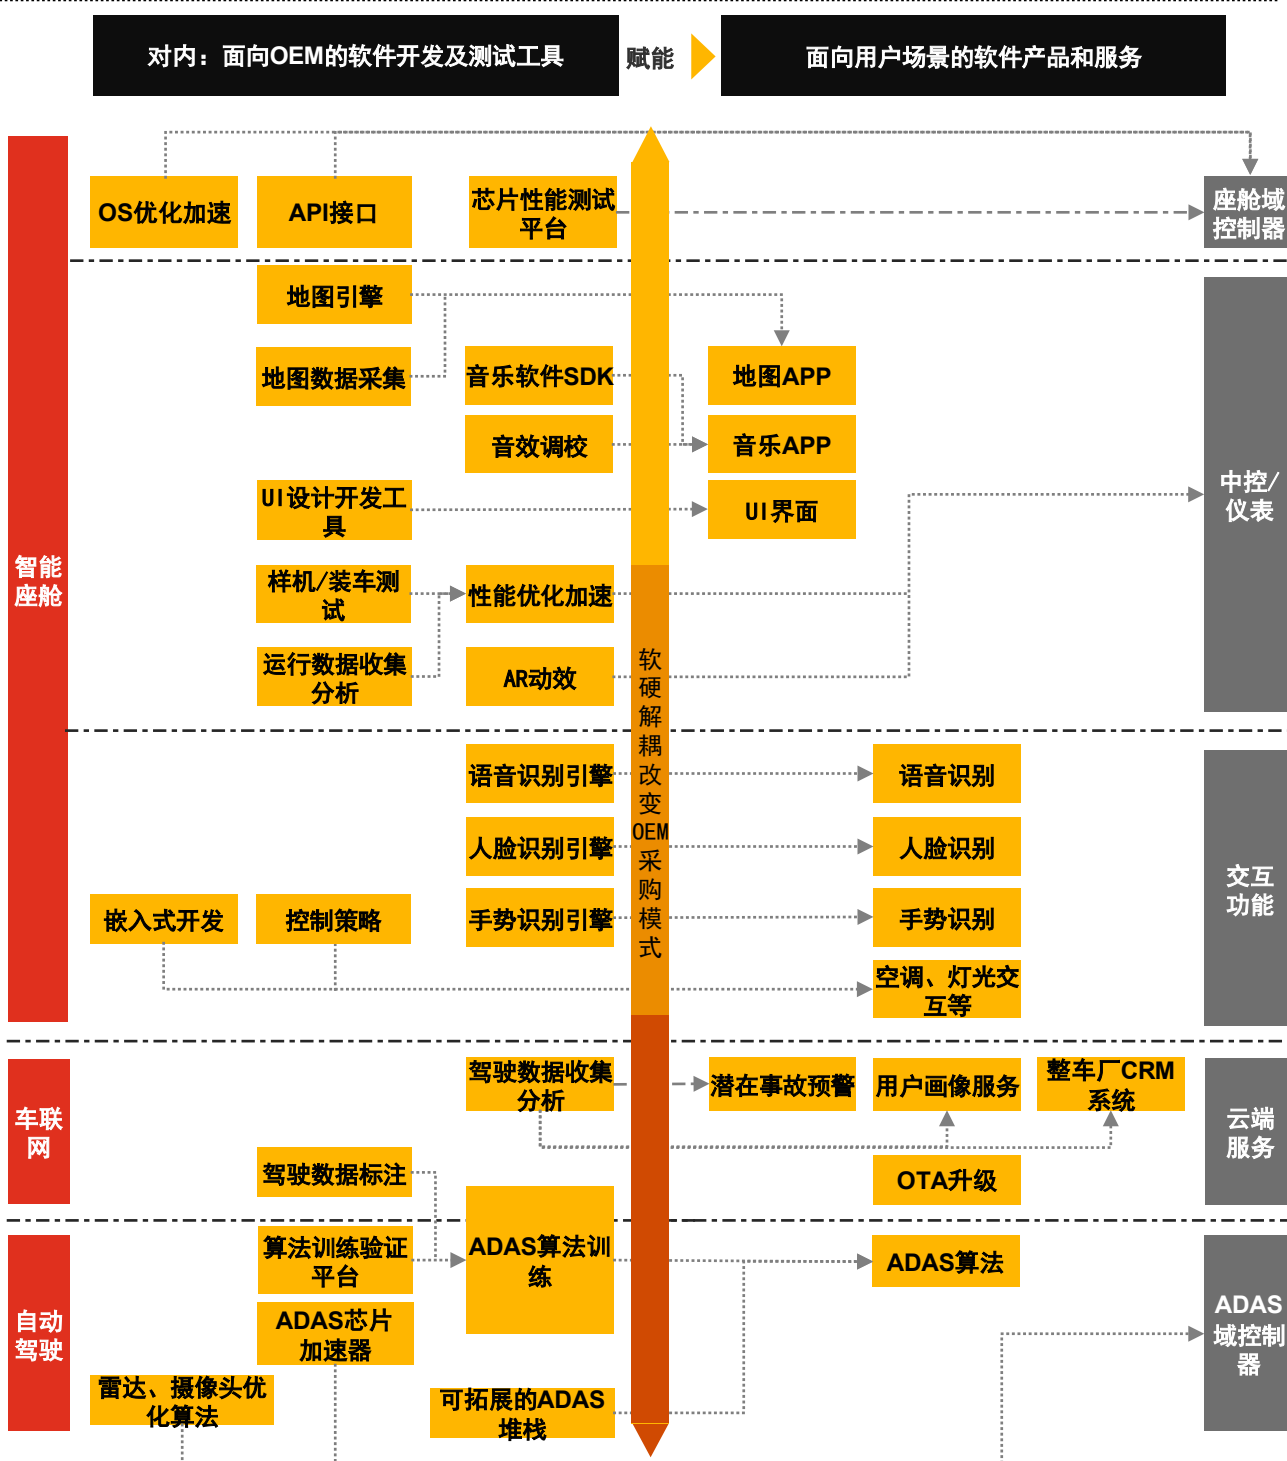 对内：面向OEM的软件开发及测试工具
赋能
面向用户场景的软件产品和服务
智能
座舱
OS优化加速
API接口
芯片性能测试
平台
座舱域
控制器
地图引擎
地图数据采集
音乐软件SDK
地图APP
音效调校
音乐APP
UI设计开发工
具
UI界面
中控/
仪表
样机/装车测
试
性能优化加速
运行数据收集
分析
AR动效
软
硬
解
耦
改
变
OEM
采
购
模
式
语音识别引擎
语音识别
人脸识别引擎
人脸识别
嵌入式开发
控制策略
手势识别引擎
手势识别
空调、灯光交
互等
交互
功能
车联
网
驾驶数据收集
分析
潜在事故预警
用户画像服务
整车厂CRM
系统
OTA升级
云端
服务
驾驶数据标注
自动
驾驶
算法训练验证
平台
ADAS算法训
练
ADAS算法
ADAS芯片
加速器
雷达、摄像头优
化算法
可拓展的ADAS
堆栈
ADAS
域控制
器